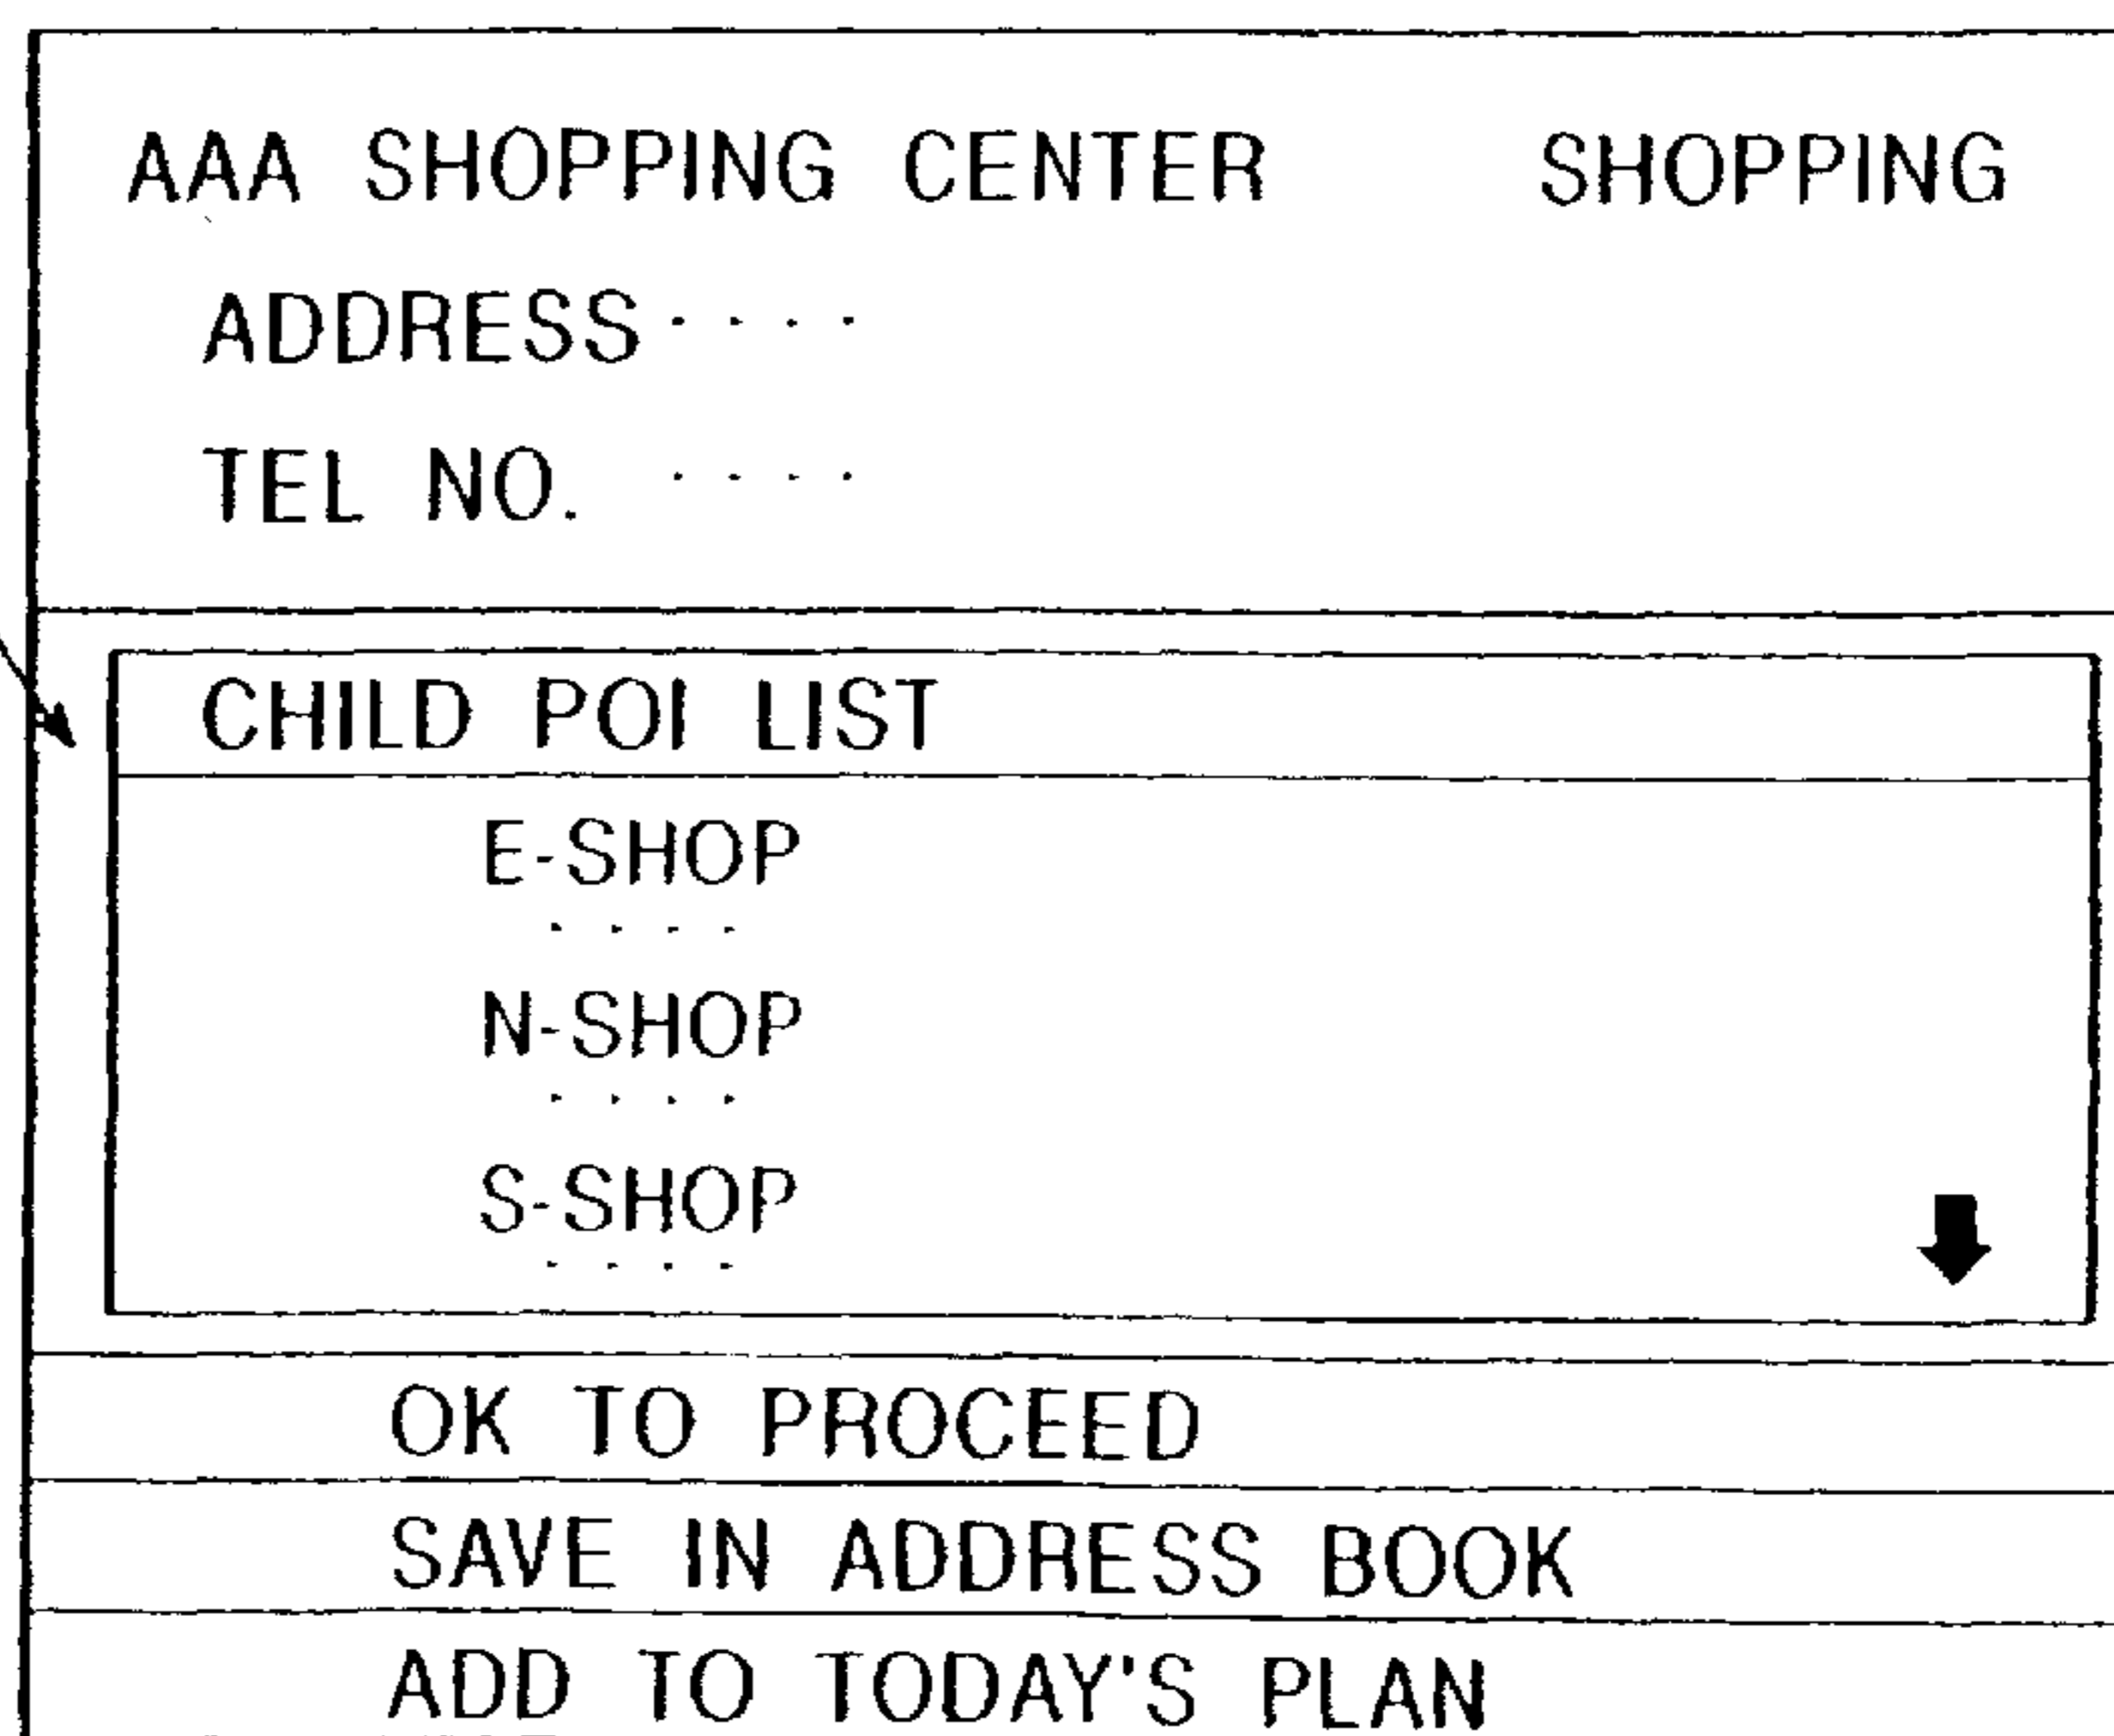 AAA SHOPPING CENTER SHOPPING
ADDRESS ····
TEL NO. ····
CHILD POI LIST
E-SHOP
····
N-SHOP
····
S-SHOP
····
OK TO PROCEED
SAVE IN ADDRESS BOOK
ADD TO TODAY'S PLAN